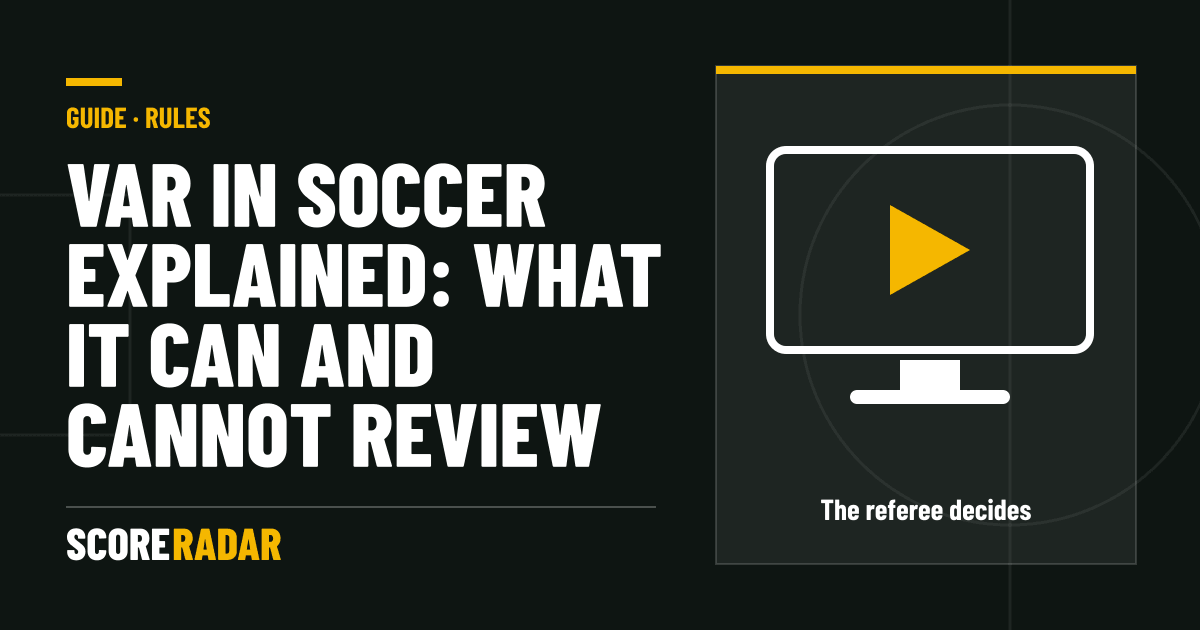 GUIDE · RULES
VAR IN SOCCER
EXPLAINED: WHAT
IT CAN AND
CANNOT REVIEW
SCORERADAR
The referee decides